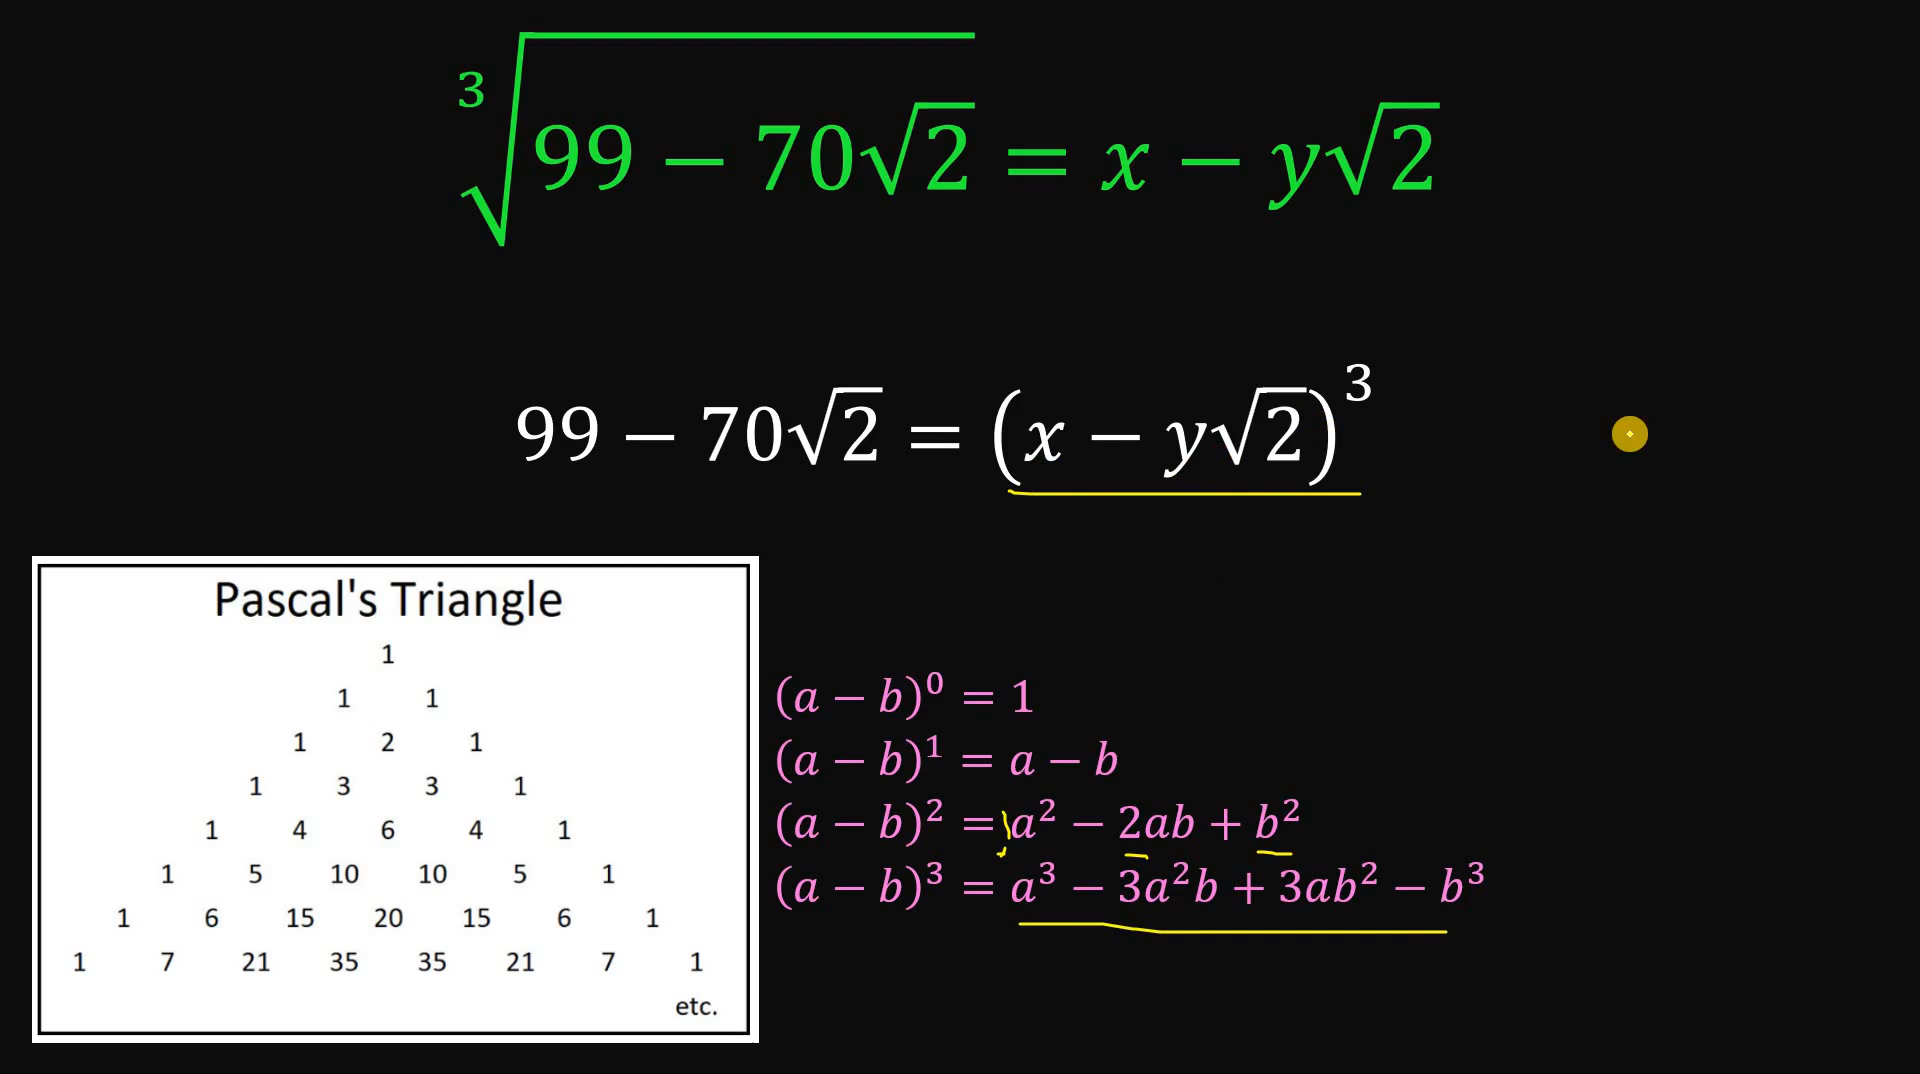 ∛(99 − 70√2) = x − y√2
99 − 70√2 = (x − y√2)³
Pascal's Triangle
1
1 1
1 2 1
1 3 3 1
1 4 6 4 1
1 5 10 10 5 1
1 6 15 20 15 6 1
1 7 21 35 35 21 7 1
etc.
(a − b)⁰ = 1
(a − b)¹ = a − b
(a − b)² = a² − 2ab + b²
(a − b)³ = a³ − 3a²b + 3ab² − b³